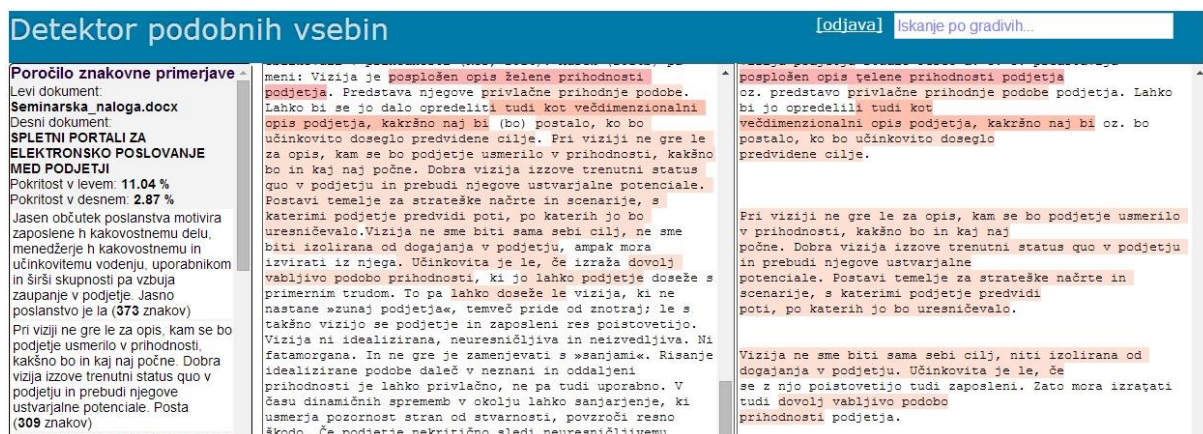 Detektor podobnih vsebin
[odjava]
Iskanje po gradivih...
Poročilo znakovne primerjave
Levi dokument:
Seminarska_naloga.docx
Desni dokument:
SPLETNI PORTALI ZA
ELEKTRONSKO POSLOVANJE
MED PODJETJI
Pokritost v levem: 11.04 %
Pokritost v desnem: 2.87 %
Jasen občutek poslanstva motivira
zaposlene h kakovostnemu delu,
menedžerje h kakovostnemu in
učinkovitemu vodenju, uporabnikom
in širši skupnosti pa vzbuja
zaupanje v podjetje. Jasno
poslanstvo je la (373 znakov)
Pri viziji ne gre le za opis, kam se bo
podjetje usmerilo v prihodnosti,
kakšno bo in kaj naj počne. Dobra
vizija izzove trenutni status quo v
podjetju in prebudi njegove
ustvarjalne potenciale. Posta
(309 znakov)
meni: Vizija je posplošen opis želene prihodnosti
podjetja. Predstava njegove privlačne prihodnje podobe.
Lahko bi se jo dalo opredeliti tudi kot večdimenzionalni
opis podjetja, kakršno naj bi (bo) postalo, ko bo
učinkovito doseglo predvidene cilje. Pri viziji ne gre le
za opis, kam se bo podjetje usmerilo v prihodnosti, kakšno
bo in kaj naj počne. Dobra vizija izzove trenutni status
quo v podjetju in prebudi njegove ustvarjalne potenciale.
Postavi temelje za strateške načrte in scenarije, s
katerimi podjetje predvidi poti, po katerih jo bo
uresničevalo.Vizija ne sme biti sama sebi cilj, ne sme
biti izolirana od dogajanja v podjetju, ampak mora
izvirati iz njega. Učinkovita je le, če izraža dovolj
vabljivo podobo prihodnosti, ki jo lahko podjetje doseže s
primernim trudom. To pa lahko doseže le vizija, ki ne
nastane »zunaj podjetja«, temveč pride od znotraj; le s
takšno vizijo se podjetje in zaposleni res poistovetijo.
Vizija ni idealizirana, neuresničljiva in neizvedljiva. Ni
fatamorgana. In ne gre je zamenjevati s »sanjami«. Risanje
idealizirane podobe daleč v neznani in oddaljeni
prihodnosti je lahko privlačno, ne pa tudi uporabno. V
času dinamičnih sprememb v okolju lahko sanjarjenje, ki
usmerja pozornost stran od stvarnosti, povzroči resno
škodo. Če podjetje nekritično sledi neuresničljivemu
posplošen opis ţelene prihodnosti podjetja
oz. predstavo privlačne prihodnje podobe podjetja. Lahko
bi jo opredelili tudi kot
večdimenzionalni opis podjetja, kakršno naj bi oz. bo
postalo, ko bo učinkovito doseglo
predvidene cilje.
Pri viziji ne gre le za opis, kam se bo podjetje usmerilo
v prihodnosti, kakšno bo in kaj naj
počne. Dobra vizija izzove trenutni status quo v podjetju
in prebudi njegove ustvarjalne
potenciale. Postavi temelje za strateške načrte in
scenarije, s katerimi podjetje predvidi
poti, po katerih jo bo uresničevalo.
Vizija ne sme biti sama sebi cilj, niti izolirana od
dogajanja v podjetju. Učinkovita je le, če
se z njo poistovetijo tudi zaposleni. Zato mora izraţati
tudi dovolj vabljivo podobo
prihodnosti podjetja.